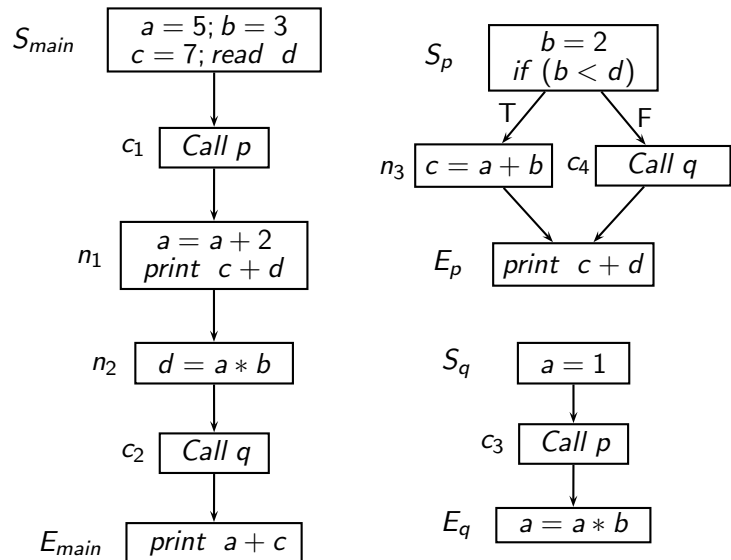 S_main
a = 5; b = 3
c = 7; read d
c_1
Call p
n_1
a = a + 2
print c + d
n_2
d = a * b
c_2
Call q
E_main
print a + c
S_p
b = 2
if (b < d)
T
F
n_3
c = a + b
c_4
Call q
E_p
print c + d
S_q
a = 1
c_3
Call p
E_q
a = a * b